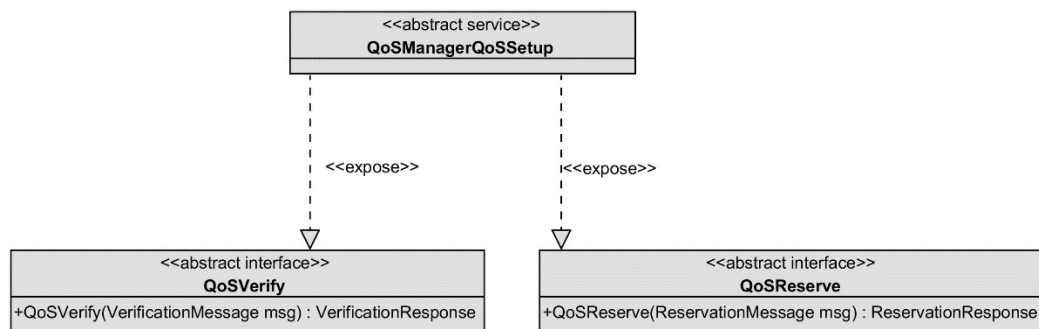 <<abstract service>>
QoSManagerQoSSetup
<<expose>>
<<expose>>
<<abstract interface>>
QoSVerify
+QoSVerify(VerificationMessage msg) : VerificationResponse
<<abstract interface>>
QoSReserve
+QoSReserve(ReservationMessage msg) : ReservationResponse